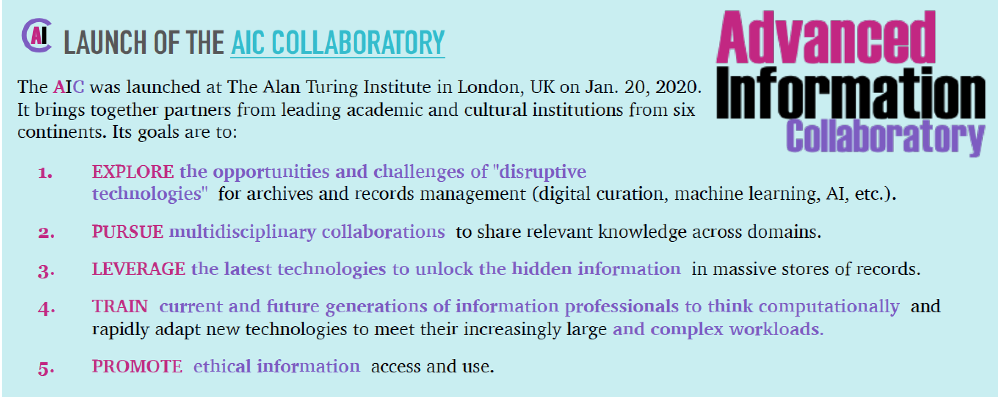 CAI LAUNCH OF THE AIC COLLABORATORY
Advanced
Information
Collaboratory
The AIC was launched at The Alan Turing Institute in London, UK on Jan. 20, 2020.
It brings together partners from leading academic and cultural institutions from six
continents. Its goals are to:
1. EXPLORE the opportunities and challenges of "disruptive
technologies" for archives and records management (digital curation, machine learning, AI, etc.).
2. PURSUE multidisciplinary collaborations to share relevant knowledge across domains.
3. LEVERAGE the latest technologies to unlock the hidden information in massive stores of records.
4. TRAIN current and future generations of information professionals to think computationally and
rapidly adapt new technologies to meet their increasingly large and complex workloads.
5. PROMOTE ethical information access and use.